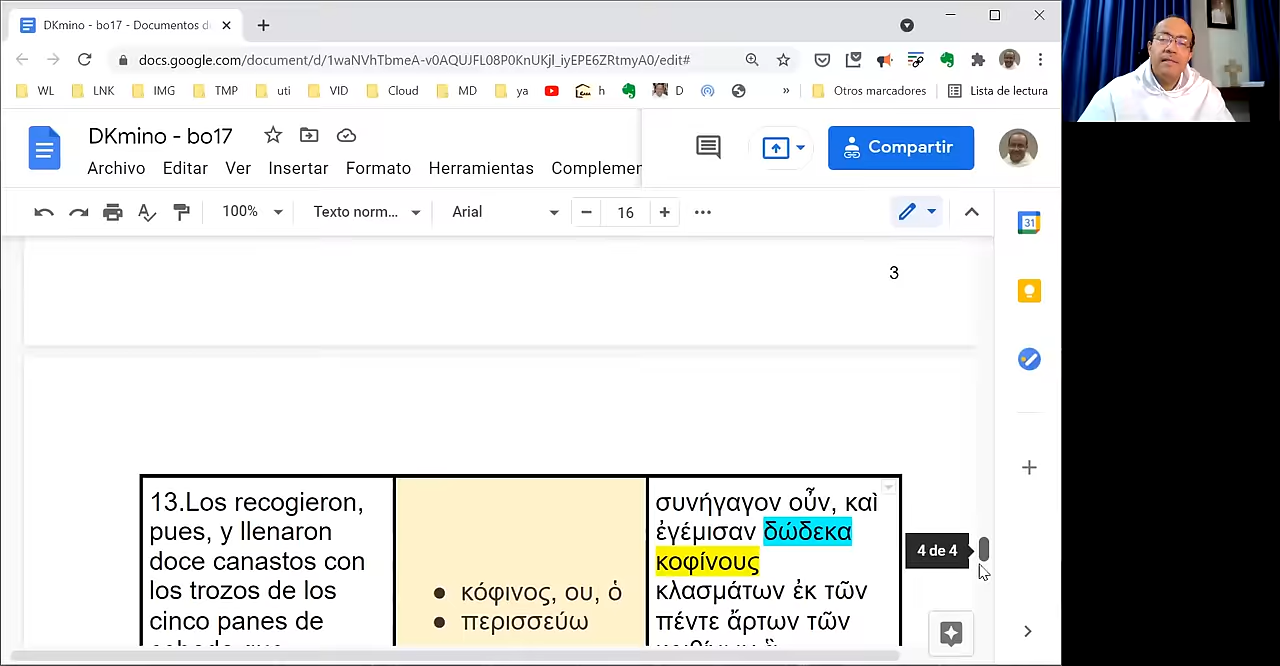 DKmino - bo17 - Documentos d
docs.google.com/document/d/1waNVhTbmeA-v0AQUJFL08P0KnUKjl_iyEPE6ZRtmyA0/edit#
WL LNK IMG TMP uti VID Cloud MD ya h D » Otros marcadores Lista de lectura
DKmino - bo17
Archivo Editar Ver Insertar Formato Herramientas Complemen
Compartir
100% Texto norm... Arial 16
31
3
13.Los recogieron,
pues, y llenaron
doce canastos con
los trozos de los
cinco panes de
κόφινος, ου, ὁ
περισσεύω
συνήγαγον οὖν, καὶ
ἐγέμισαν δώδεκα
κοφίνους
κλασμάτων ἐκ τῶν
πέντε ἄρτων τῶν
4 de 4